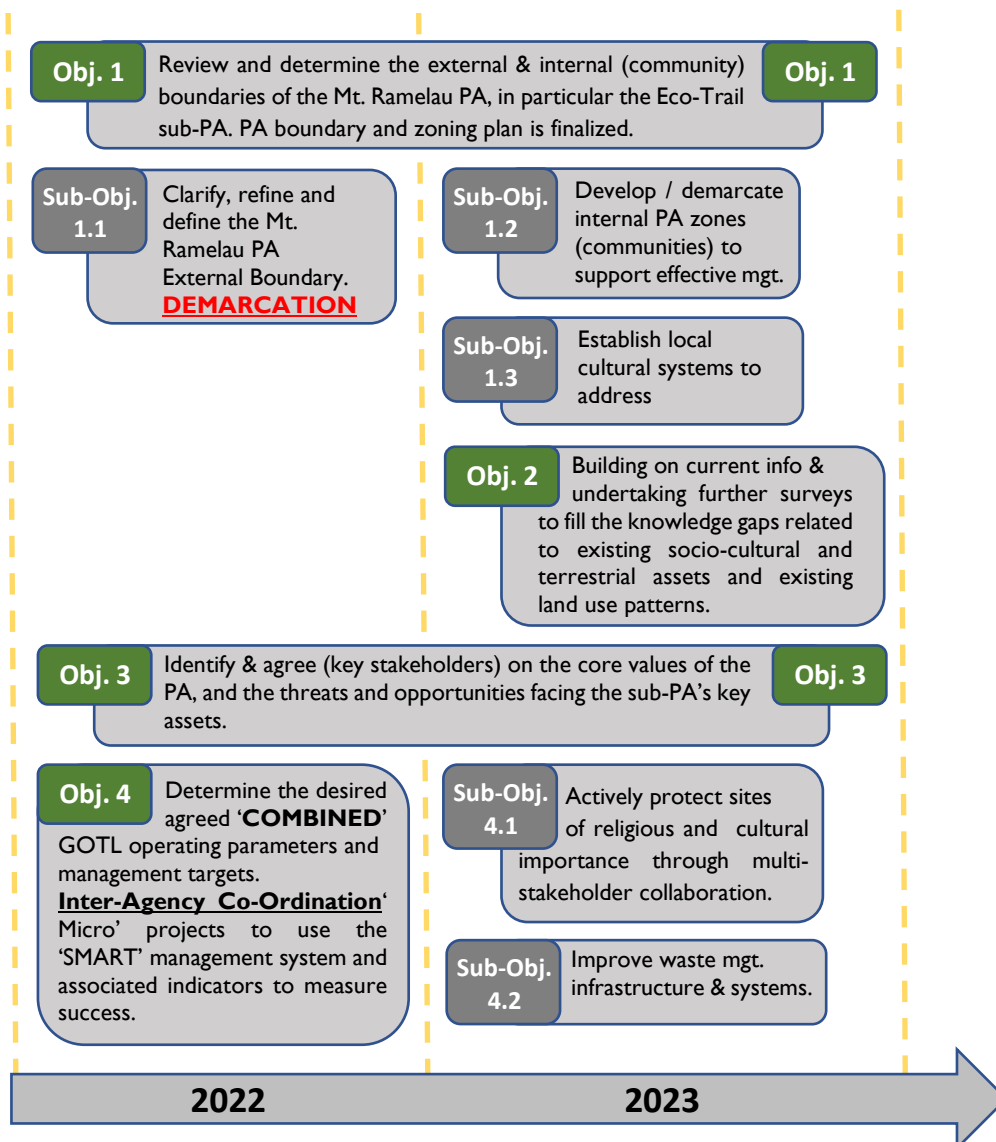 Obj. 1
Review and determine the external & internal (community)
boundaries of the Mt. Ramelau PA, in particular the Eco-Trail
sub-PA. PA boundary and zoning plan is finalized.
Obj. 1
Sub-Obj.
1.1
Clarify, refine and
define the Mt.
Ramelau PA
External Boundary.
DEMARCATION
Sub-Obj.
1.2
Develop / demarcate
internal PA zones
(communities) to
support effective mgt.
Sub-Obj.
1.3
Establish local
cultural systems to
address
Obj. 2
Building on current info &
undertaking further surveys
to fill the knowledge gaps related
to existing socio-cultural and
terrestrial assets and existing
land use patterns.
Obj. 3
Identify & agree (key stakeholders) on the core values of the
PA, and the threats and opportunities facing the sub-PA's key
assets.
Obj. 3
Obj. 4
Determine the desired
agreed ‘COMBINED’
GOTL operating parameters and
management targets.
Inter-Agency Co-Ordination‘
Micro’ projects to use the
‘SMART’ management system and
associated indicators to measure
success.
Sub-Obj.
4.1
Actively protect sites
of religious and cultural
importance through multi-
stakeholder collaboration.
Sub-Obj.
4.2
Improve waste mgt.
infrastructure & systems.
2022
2023